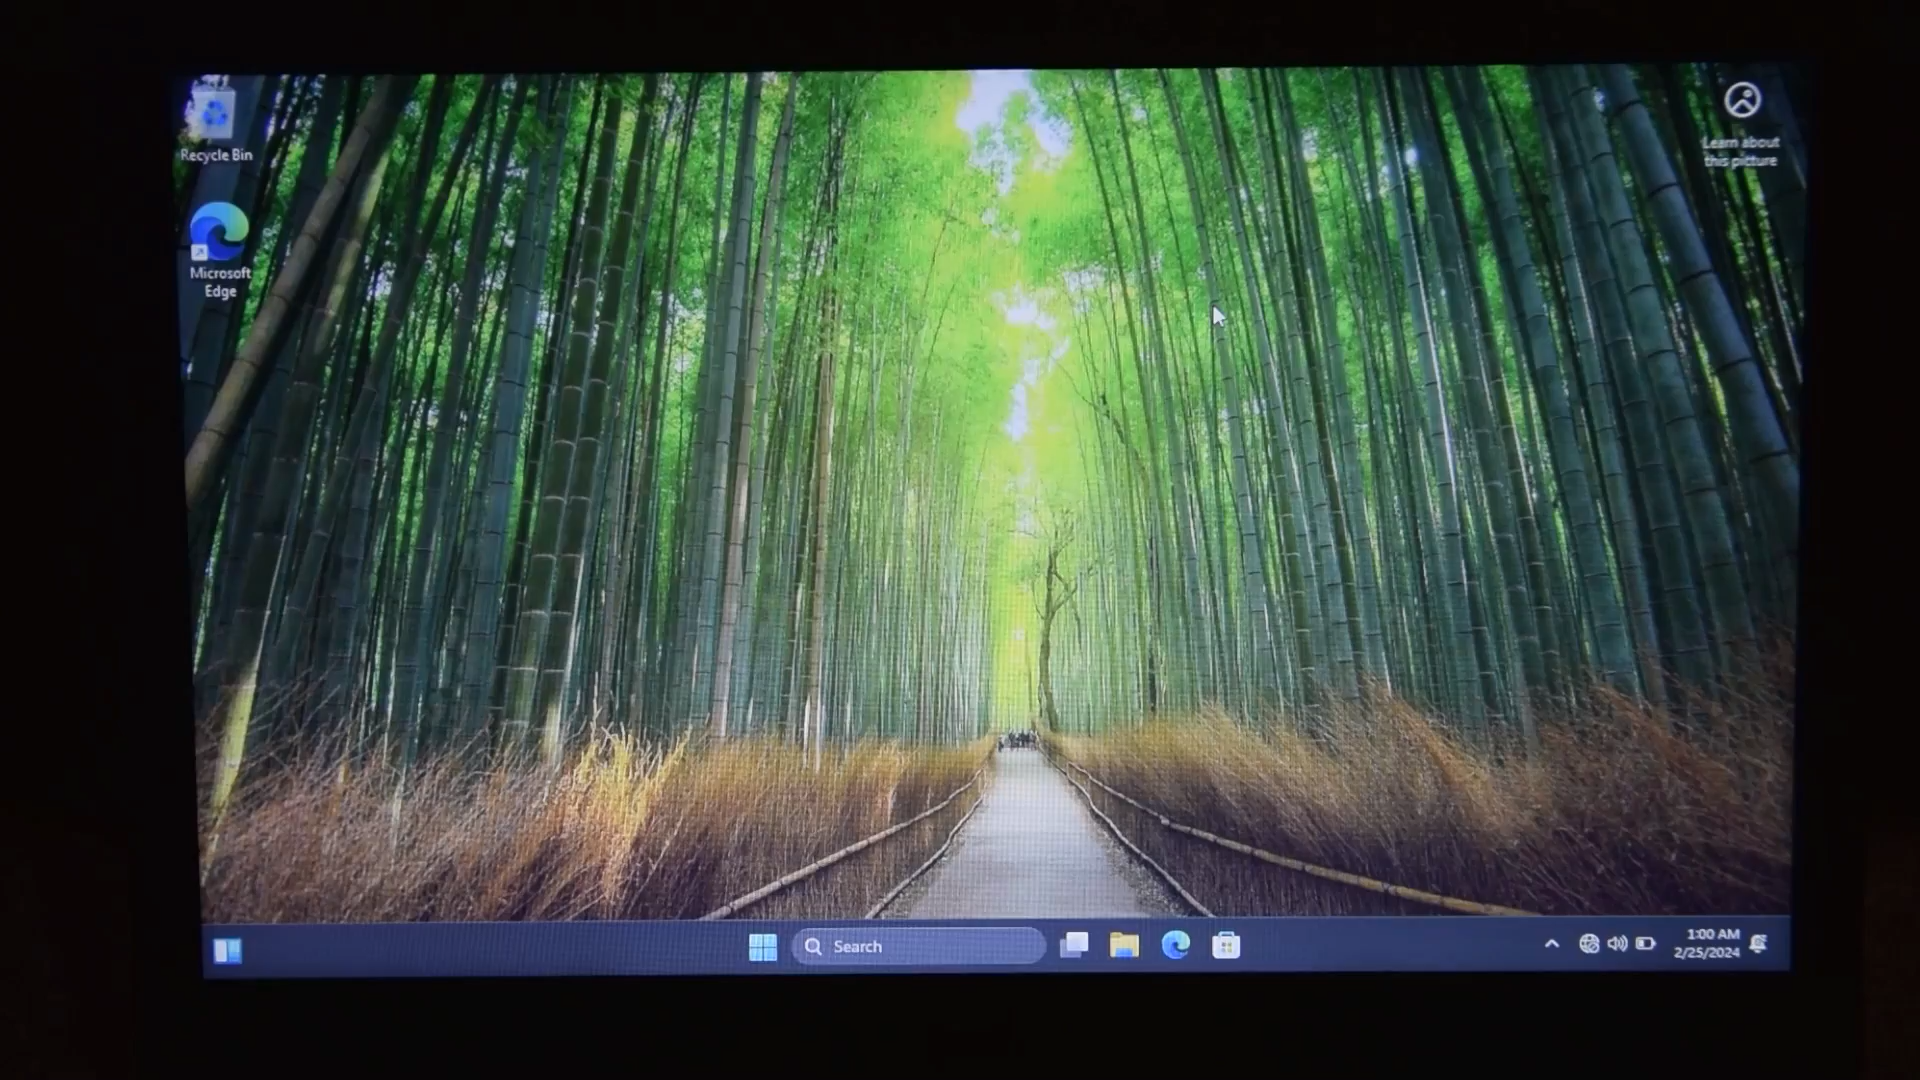 Recycle Bin
Learn about
this picture
Microsoft
Edge
Search
1:00 AM
2/25/2024